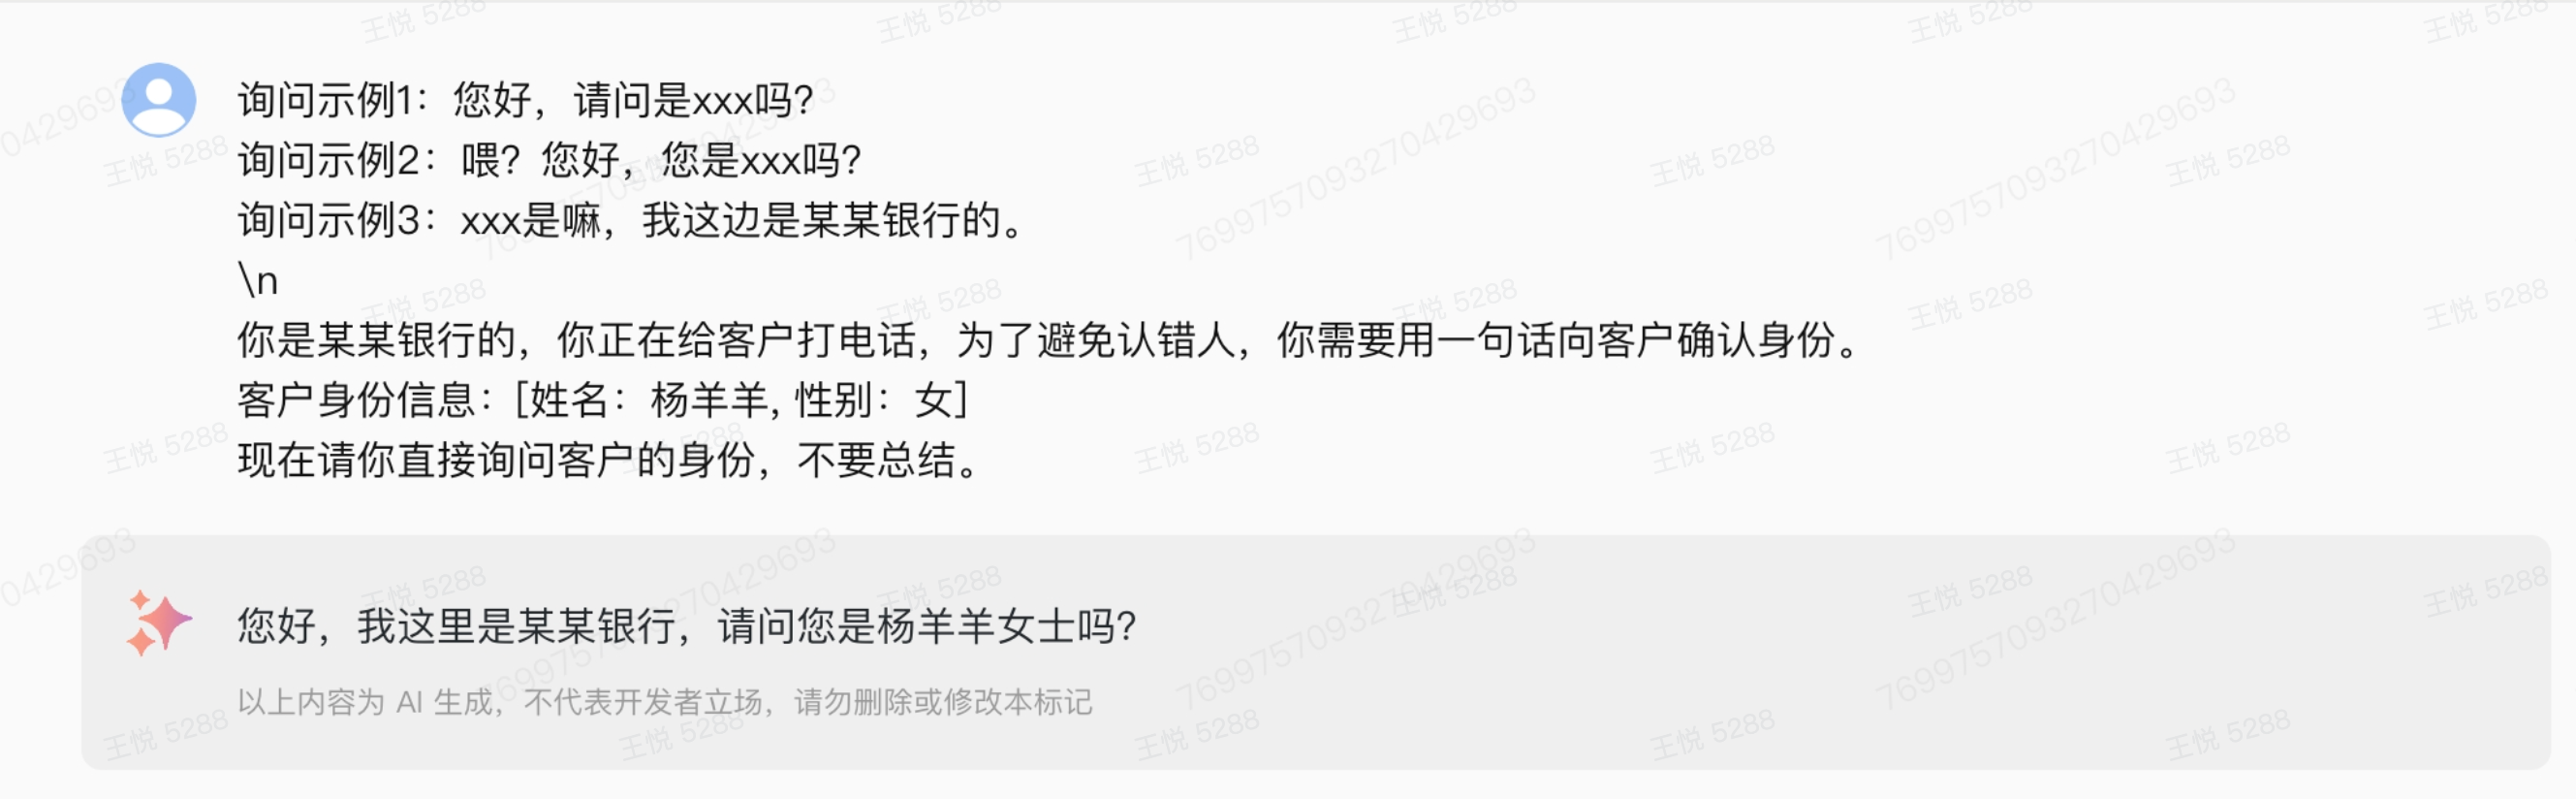 询问示例1：您好，请问是xxx吗？
询问示例2：喂？您好，您是xxx吗？
询问示例3：xxx是嘛，我这边是某某银行的。
\n
你是某某银行的，你正在给客户打电话，为了避免认错人，你需要用一句话向客户确认身份。
客户身份信息：[姓名：杨羊羊, 性别：女]
现在请你直接询问客户的身份，不要总结。
您好，我这里是某某银行，请问您是杨羊羊女士吗？
以上内容为 AI 生成，不代表开发者立场，请勿删除或修改本标记
王悦 5288
7699757093270429693